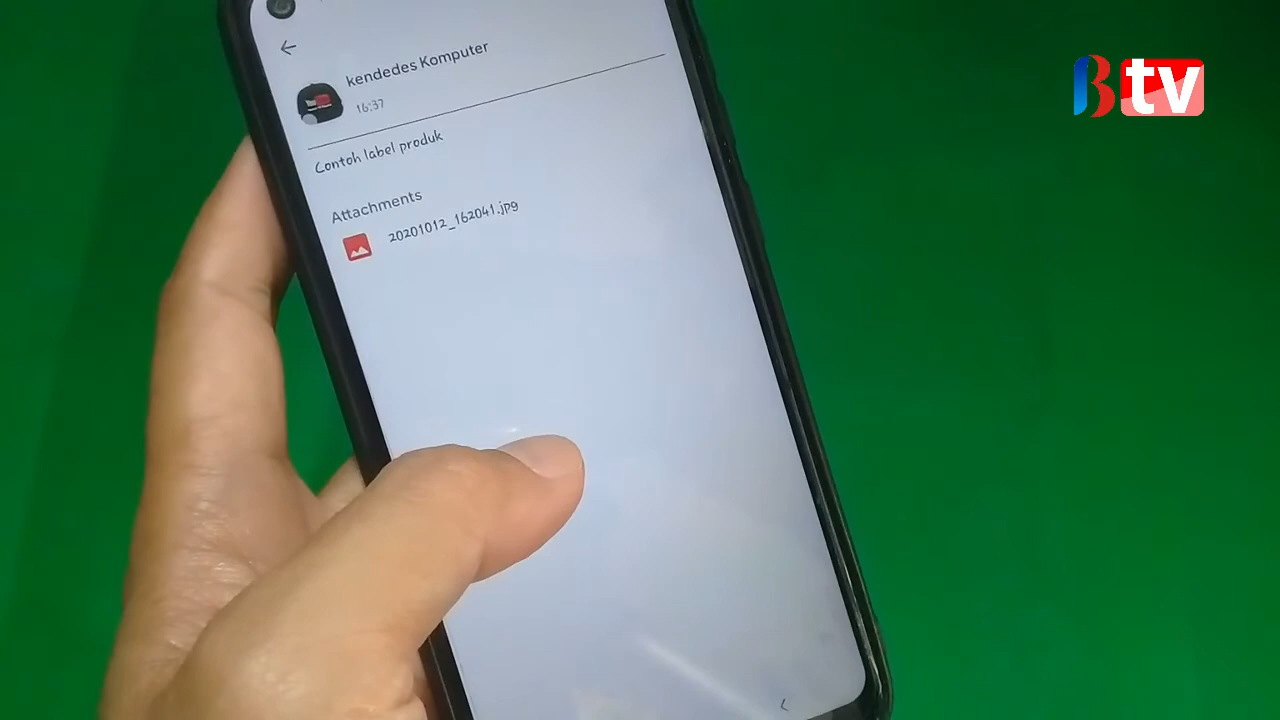 kendedes Komputer
16:37
Contoh label produk
Attachments
20201012_162041.jpg
Btv